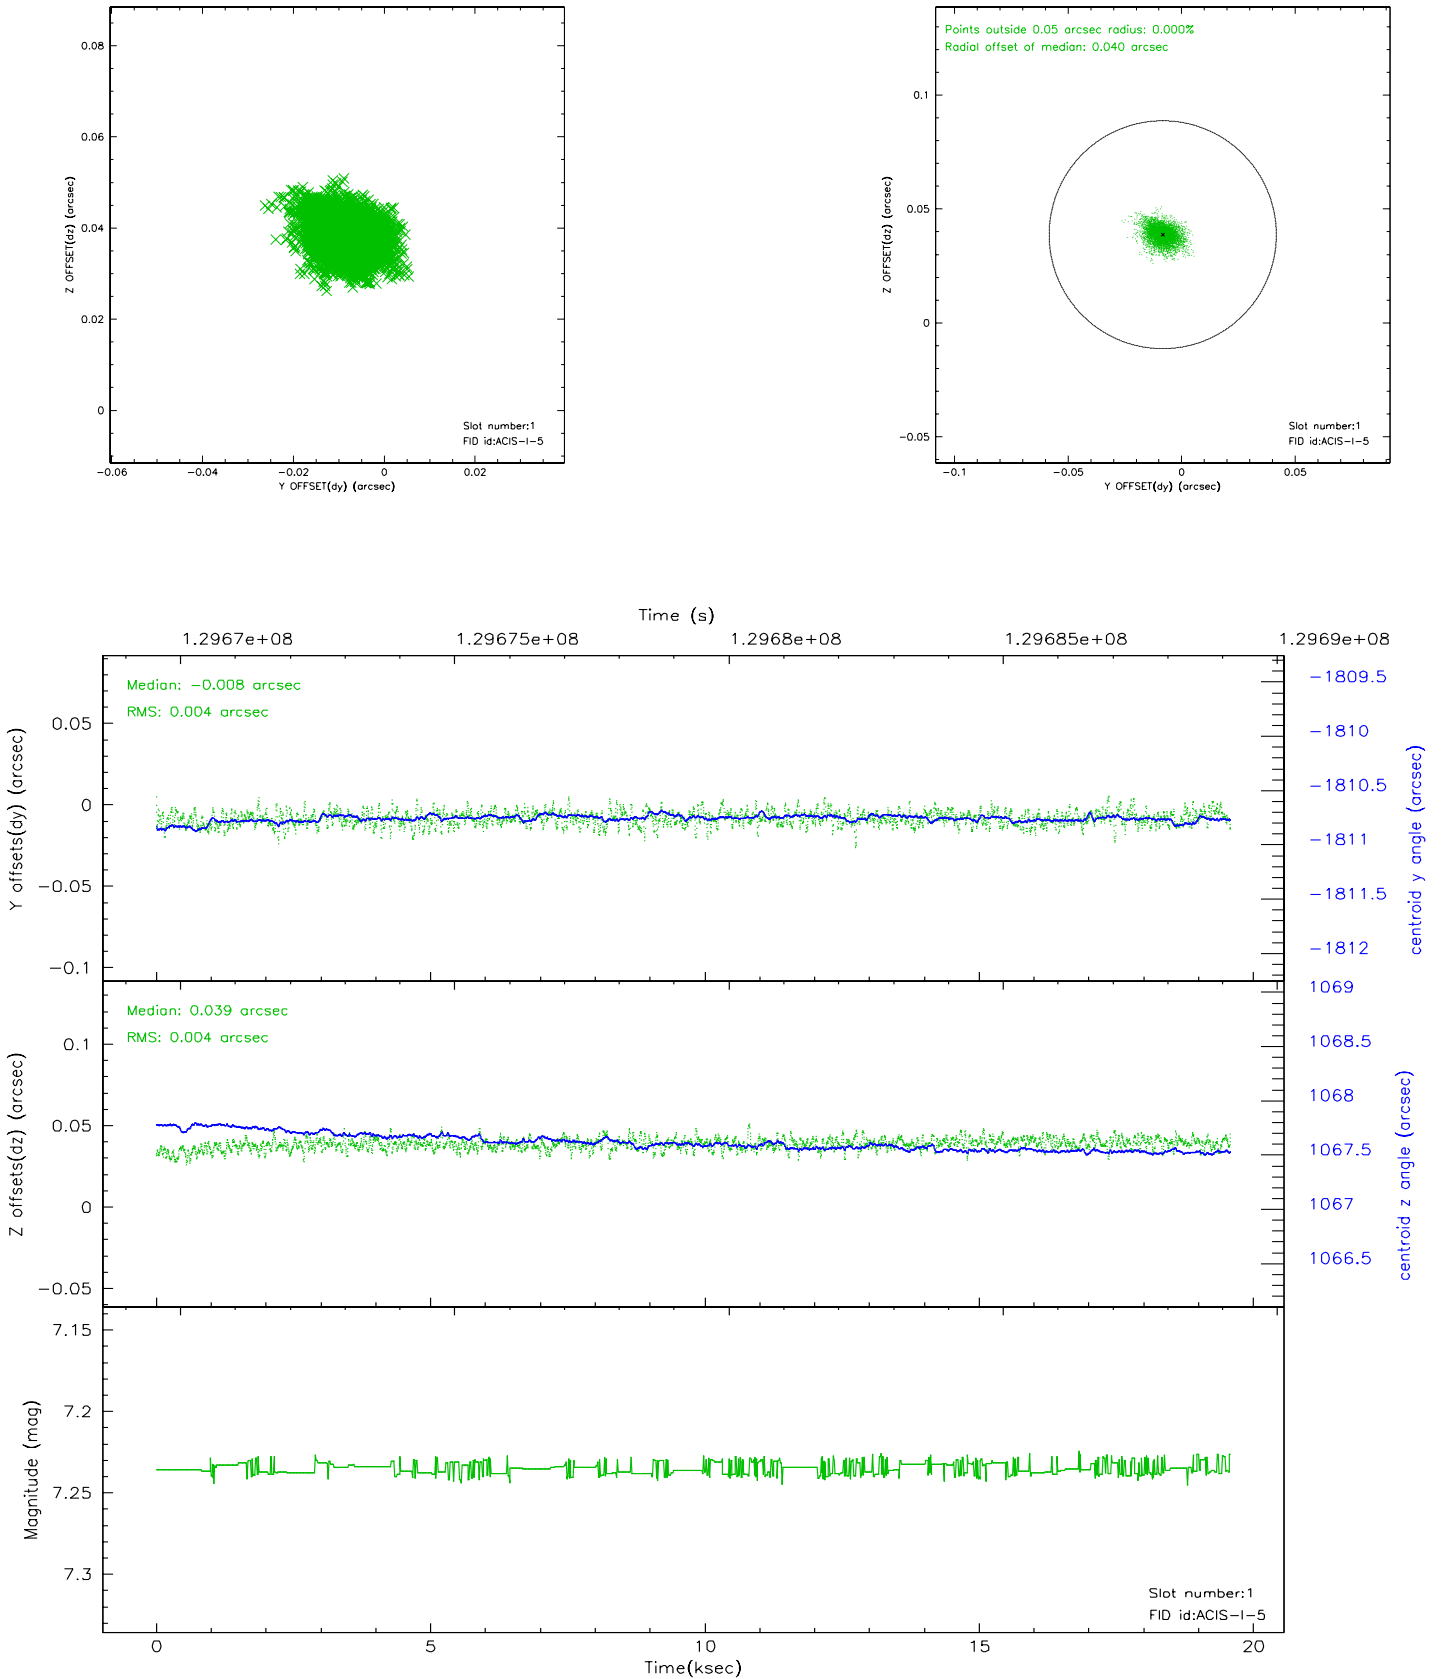 0.08
0.06
0.04
0.02
0
Z OFFSET(dz) (arcsec)
Slot number:1
FID id:ACIS-I-5
-0.06 -0.04 -0.02 0 0.02
Y OFFSET(dy) (arcsec)
Points outside 0.05 arcsec radius: 0.000%
Radial offset of median: 0.040 arcsec
0.1
0.05
0
-0.05
Z OFFSET(dz) (arcsec)
Slot number:1
FID id:ACIS-I-5
-0.1 -0.05 0 0.05
Y OFFSET(dy) (arcsec)
Time (s)
1.2967e+08 1.29675e+08 1.2968e+08 1.29685e+08 1.2969e+08
Median: -0.008 arcsec
RMS: 0.004 arcsec
0.05
0
-0.05
-0.1
Y offsets(dy) (arcsec)
-1809.5
-1810
-1810.5
-1811
-1811.5
-1812
centroid y angle (arcsec)
Median: 0.039 arcsec
RMS: 0.004 arcsec
0.1
0.05
0
-0.05
Z offsets(dz) (arcsec)
1069
1068.5
1068
1067.5
1067
1066.5
centroid z angle (arcsec)
7.15
7.2
7.25
7.3
Magnitude (mag)
Slot number:1
FID id:ACIS-I-5
0 5 10 15 20
Time(ksec)